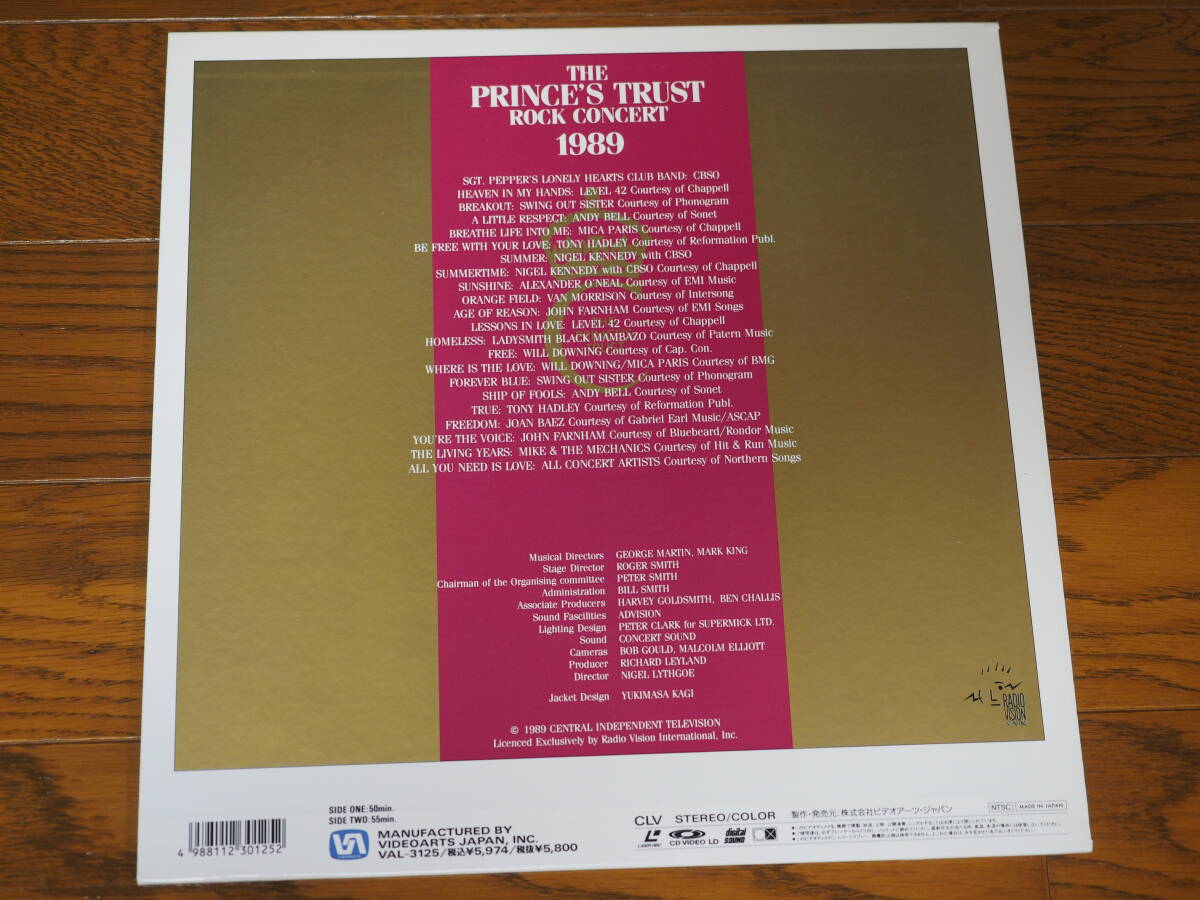 THE
PRINCE'S TRUST
ROCK CONCERT
1989
SGT. PEPPER'S LONELY HEARTS CLUB BAND: CBSO
HEAVEN IN MY HANDS: LEVEL 42 Courtesy of Chappell
BREAKOUT: SWING OUT SISTER Courtesy of Phonogram
A LITTLE RESPECT: ANDY BELL Courtesy of Sonet
BREATHE LIFE INTO ME: MICA PARIS Courtesy of Chappell
BE FREE WITH YOUR LOVE: TONY HADLEY Courtesy of Reformation Publ.
SUMMER: NIGEL KENNEDY with CBSO
SUMMERTIME: NIGEL KENNEDY with CBSO Courtesy of Chappell
SUNSHINE: ALEXANDER O'NEAL Courtesy of EMI Music
ORANGE FIELD: VAN MORRISON Courtesy of Intersong
AGE OF REASON: JOHN FARNHAM Courtesy of EMI Songs
LESSONS IN LOVE: LEVEL 42 Courtesy of Chappell
HOMELESS: LADYSMITH BLACK MAMBAZO Courtesy of Patern Music
FREE: WILL DOWNING Courtesy of Cap. Con.
WHERE IS THE LOVE: WILL DOWNING/MICA PARIS Courtesy of BMG
FOREVER BLUE: SWING OUT SISTER Courtesy of Phonogram
SHIP OF FOOLS: ANDY BELL Courtesy of Sonet
TRUE: TONY HADLEY Courtesy of Reformation Publ.
FREEDOM: JOAN BAEZ Courtesy of Gabriel Earl Music/ASCAP
YOU'RE THE VOICE: JOHN FARNHAM Courtesy of Bluebeard/Rondor Music
THE LIVING YEARS: MIKE & THE MECHANICS Courtesy of Hit & Run Music
ALL YOU NEED IS LOVE: ALL CONCERT ARTISTS Courtesy of Northern Songs
Musical Directors GEORGE MARTIN, MARK KING
Stage Director ROGER SMITH
Chairman of the Organising committee PETER SMITH
Administration BILL SMITH
Associate Producers HARVEY GOLDSMITH, BEN CHALLIS
Sound Fascilities ADVISION
Lighting Design PETER CLARK for SUPERMICK LTD.
Sound CONCERT SOUND
Cameras BOB GOULD, MALCOLM ELLIOTT
Producer RICHARD LEYLAND
Director NIGEL LYTHGOE
Jacket Design YUKIMASA KAGI
© 1989 CENTRAL INDEPENDENT TELEVISION
Licenced Exclusively by Radio Vision International, Inc.
RADIO
VISION
SIDE ONE:50min.
SIDE TWO:55min.
MANUFACTURED BY
VIDEOARTS JAPAN, INC.
VAL-3125/税込¥5,974/税抜¥5,800
4 988112 301252
CLV STEREO/COLOR
LASER DISC CD VIDEO LD digital SOUND CX
製作・発売元:株式会社ビデオアーツ・ジャパン
NTSC MADE IN JAPAN